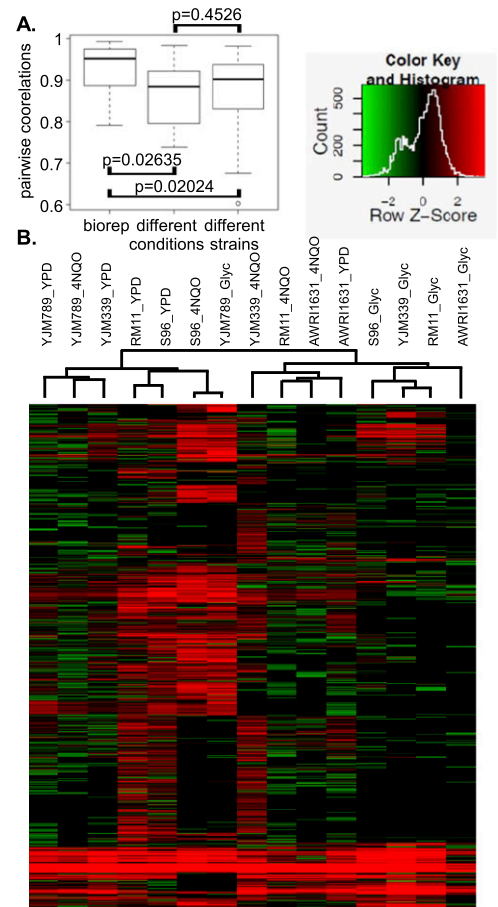 A.
p=0.4526
1
0.9
0.8
0.7
0.6
pairwise coorelations
p=0.02635
p=0.02024
biorep different different
conditions strains
Color Key
and Histogram
Count
0 200 500
−2 0 2
Row Z-Score
B.
YJM789_YPD
YJM789_4NQO
YJM339_YPD
RM11_YPD
S96_YPD
S96_4NQO
YJM789_Glyc
YJM339_4NQO
RM11_4NQO
AWRI1631_4NQO
AWRI1631_YPD
S96_Glyc
YJM339_Glyc
RM11_Glyc
AWRI1631_Glyc